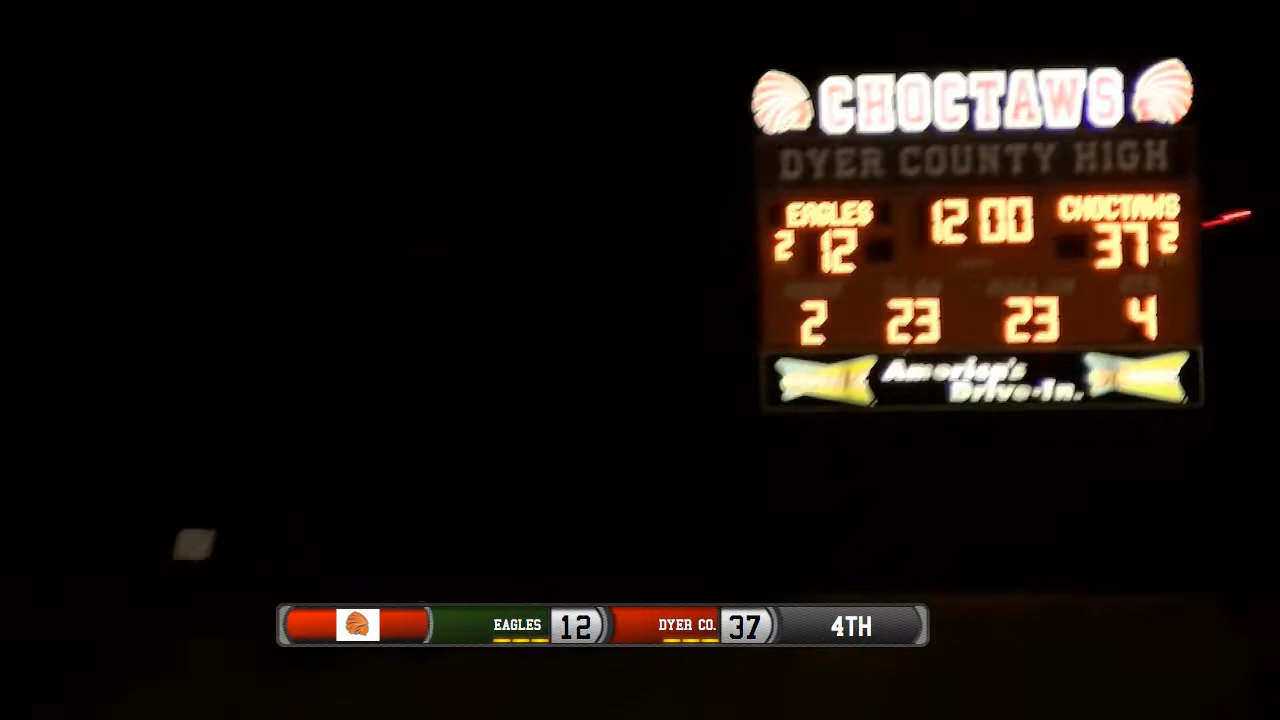 CHOCTAWS
DYER COUNTY HIGH
EAGLES 12 00 CHOCTAWS
2 12 37 2
2 23 23 4
America's
Drive-In.
EAGLES 12 DYER CO. 37 4TH